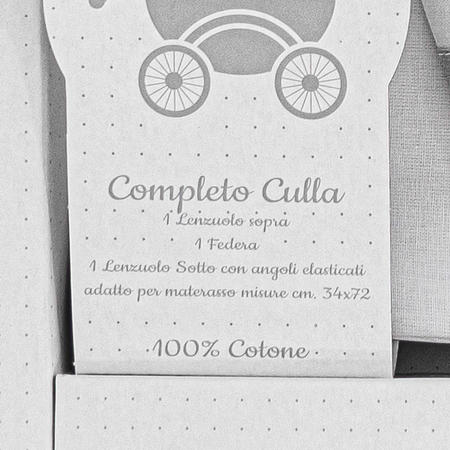 Completo Culla
1 Lenzuolo sopra
1 Federa
1 Lenzuolo Sotto con angoli elasticati
adatto per materasso misure cm. 34x72
100% Cotone